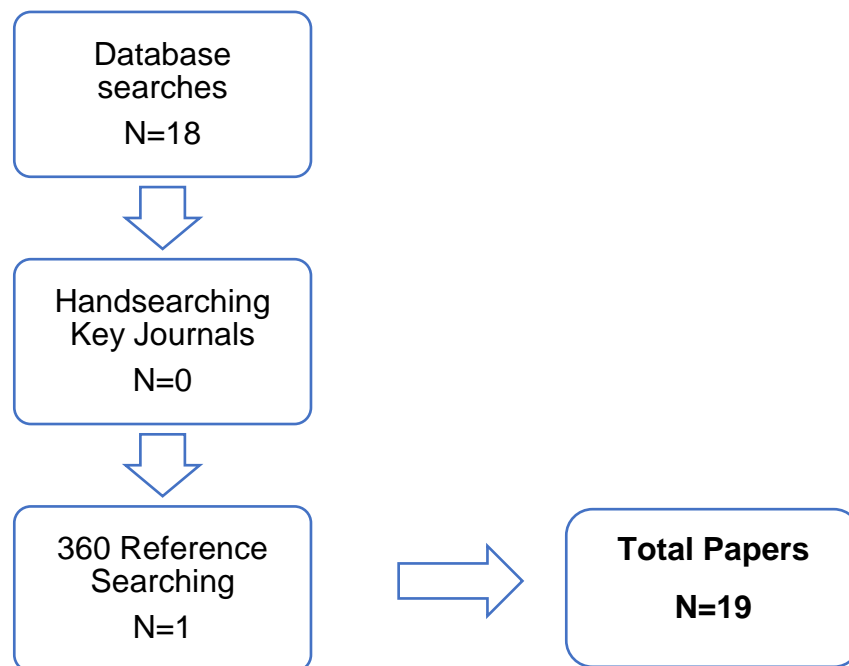 Database
searches
N=18
Handsearching
Key Journals
N=0
360 Reference
Searching
N=1
Total Papers
N=19